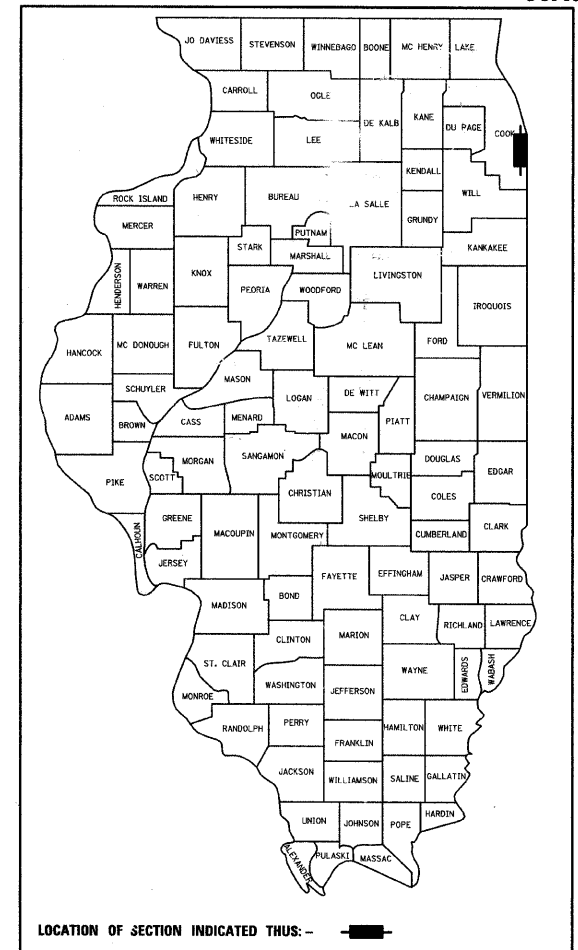 JO DAVIESS STEVENSON WINNEBAGO BOONE MC HENRY LAKE
CARROLL OGLE DE KALB KANE DU PAGE COOK
WHITESIDE LEE
KENDALL WILL
ROCK ISLAND HENRY BUREAU LA SALLE GRUNDY
MERCER PUTNAM
STARK MARSHALL KANKAKEE
HENDERSON WARREN KNOX PEORIA WOODFORD LIVINGSTON
IROQUOIS
HANCOCK MC DONOUGH FULTON TAZEWELL MC LEAN FORD
SCHUYLER MASON LOGAN DE WITT CHAMPAIGN VERMILION
ADAMS BROWN CASS MENARD MACON PIATT
MORGAN SANGAMON DOUGLAS
PIKE SCOTT CHRISTIAN MOULTRIE EDGAR
COLES
GREENE MACOUPIN MONTGOMERY SHELBY CUMBERLAND CLARK
CALHOUN
JERSEY FAYETTE EFFINGHAM JASPER CRAWFORD
MADISON BOND
CLAY RICHLAND LAWRENCE
CLINTON MARION
ST. CLAIR WAYNE EDWARDS WABASH
WASHINGTON JEFFERSON
MONROE
RANDOLPH PERRY HAMILTON WHITE
FRANKLIN
JACKSON WILLIAMSON SALINE GALLATIN
UNION JOHNSON POPE HARDIN
ALEXANDER PULASKI MASSAC
LOCATION OF SECTION INDICATED THUS: –